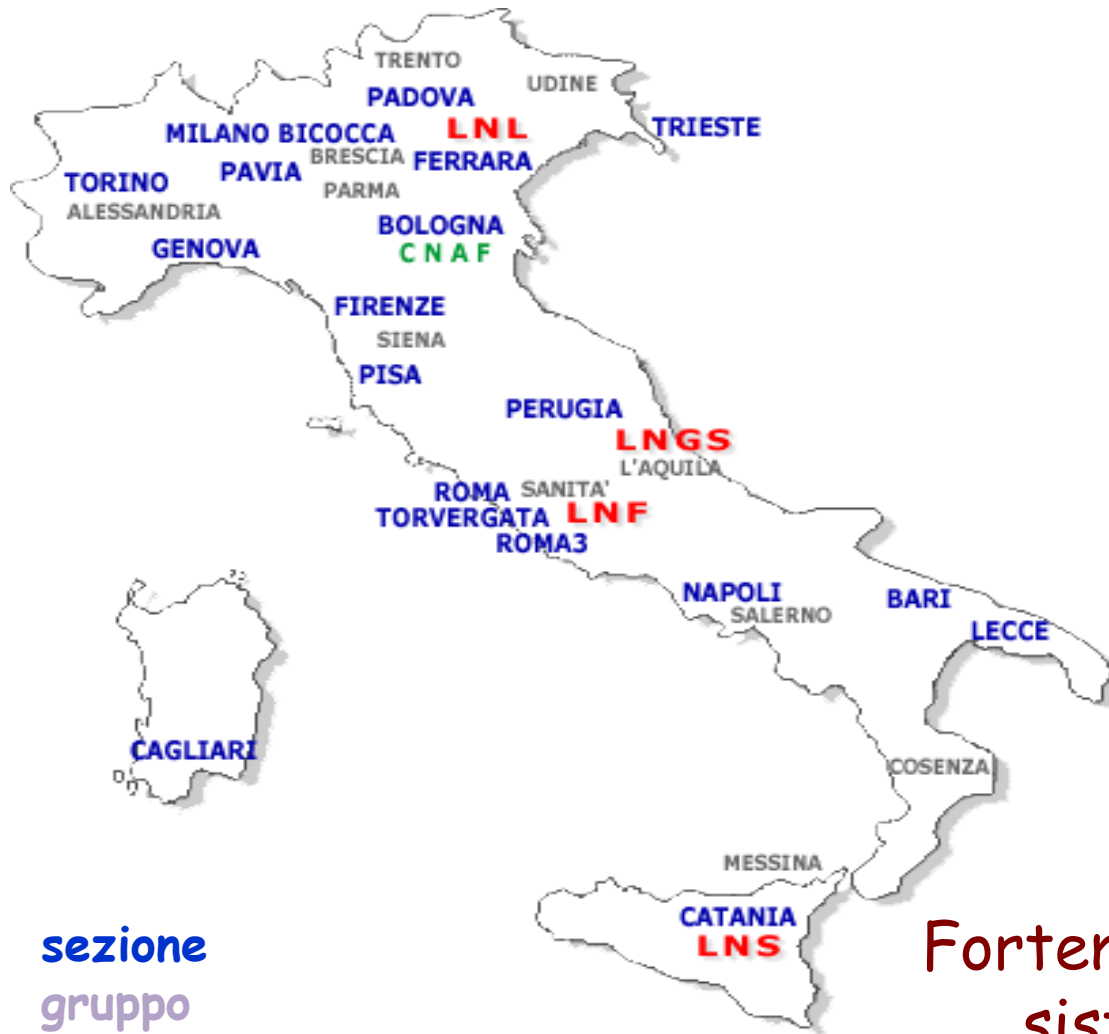 TRENTO
UDINE
PADOVA
LNL
TRIESTE
MILANO BICOCCA
BRESCIA
FERRARA
PAVIA
TORINO
PARMA
ALESSANDRIA
BOLOGNA
CNAF
GENOVA
FIRENZE
SIENA
PISA
PERUGIA
LNGS
L'AQUILA
ROMA
SANITA'
TORVERGATA
LNF
ROMA3
NAPOLI
SALERNO
BARI
LECCE
CAGLIARI
COSENZA
MESSINA
CATANIA
LNS
sezione
gruppo